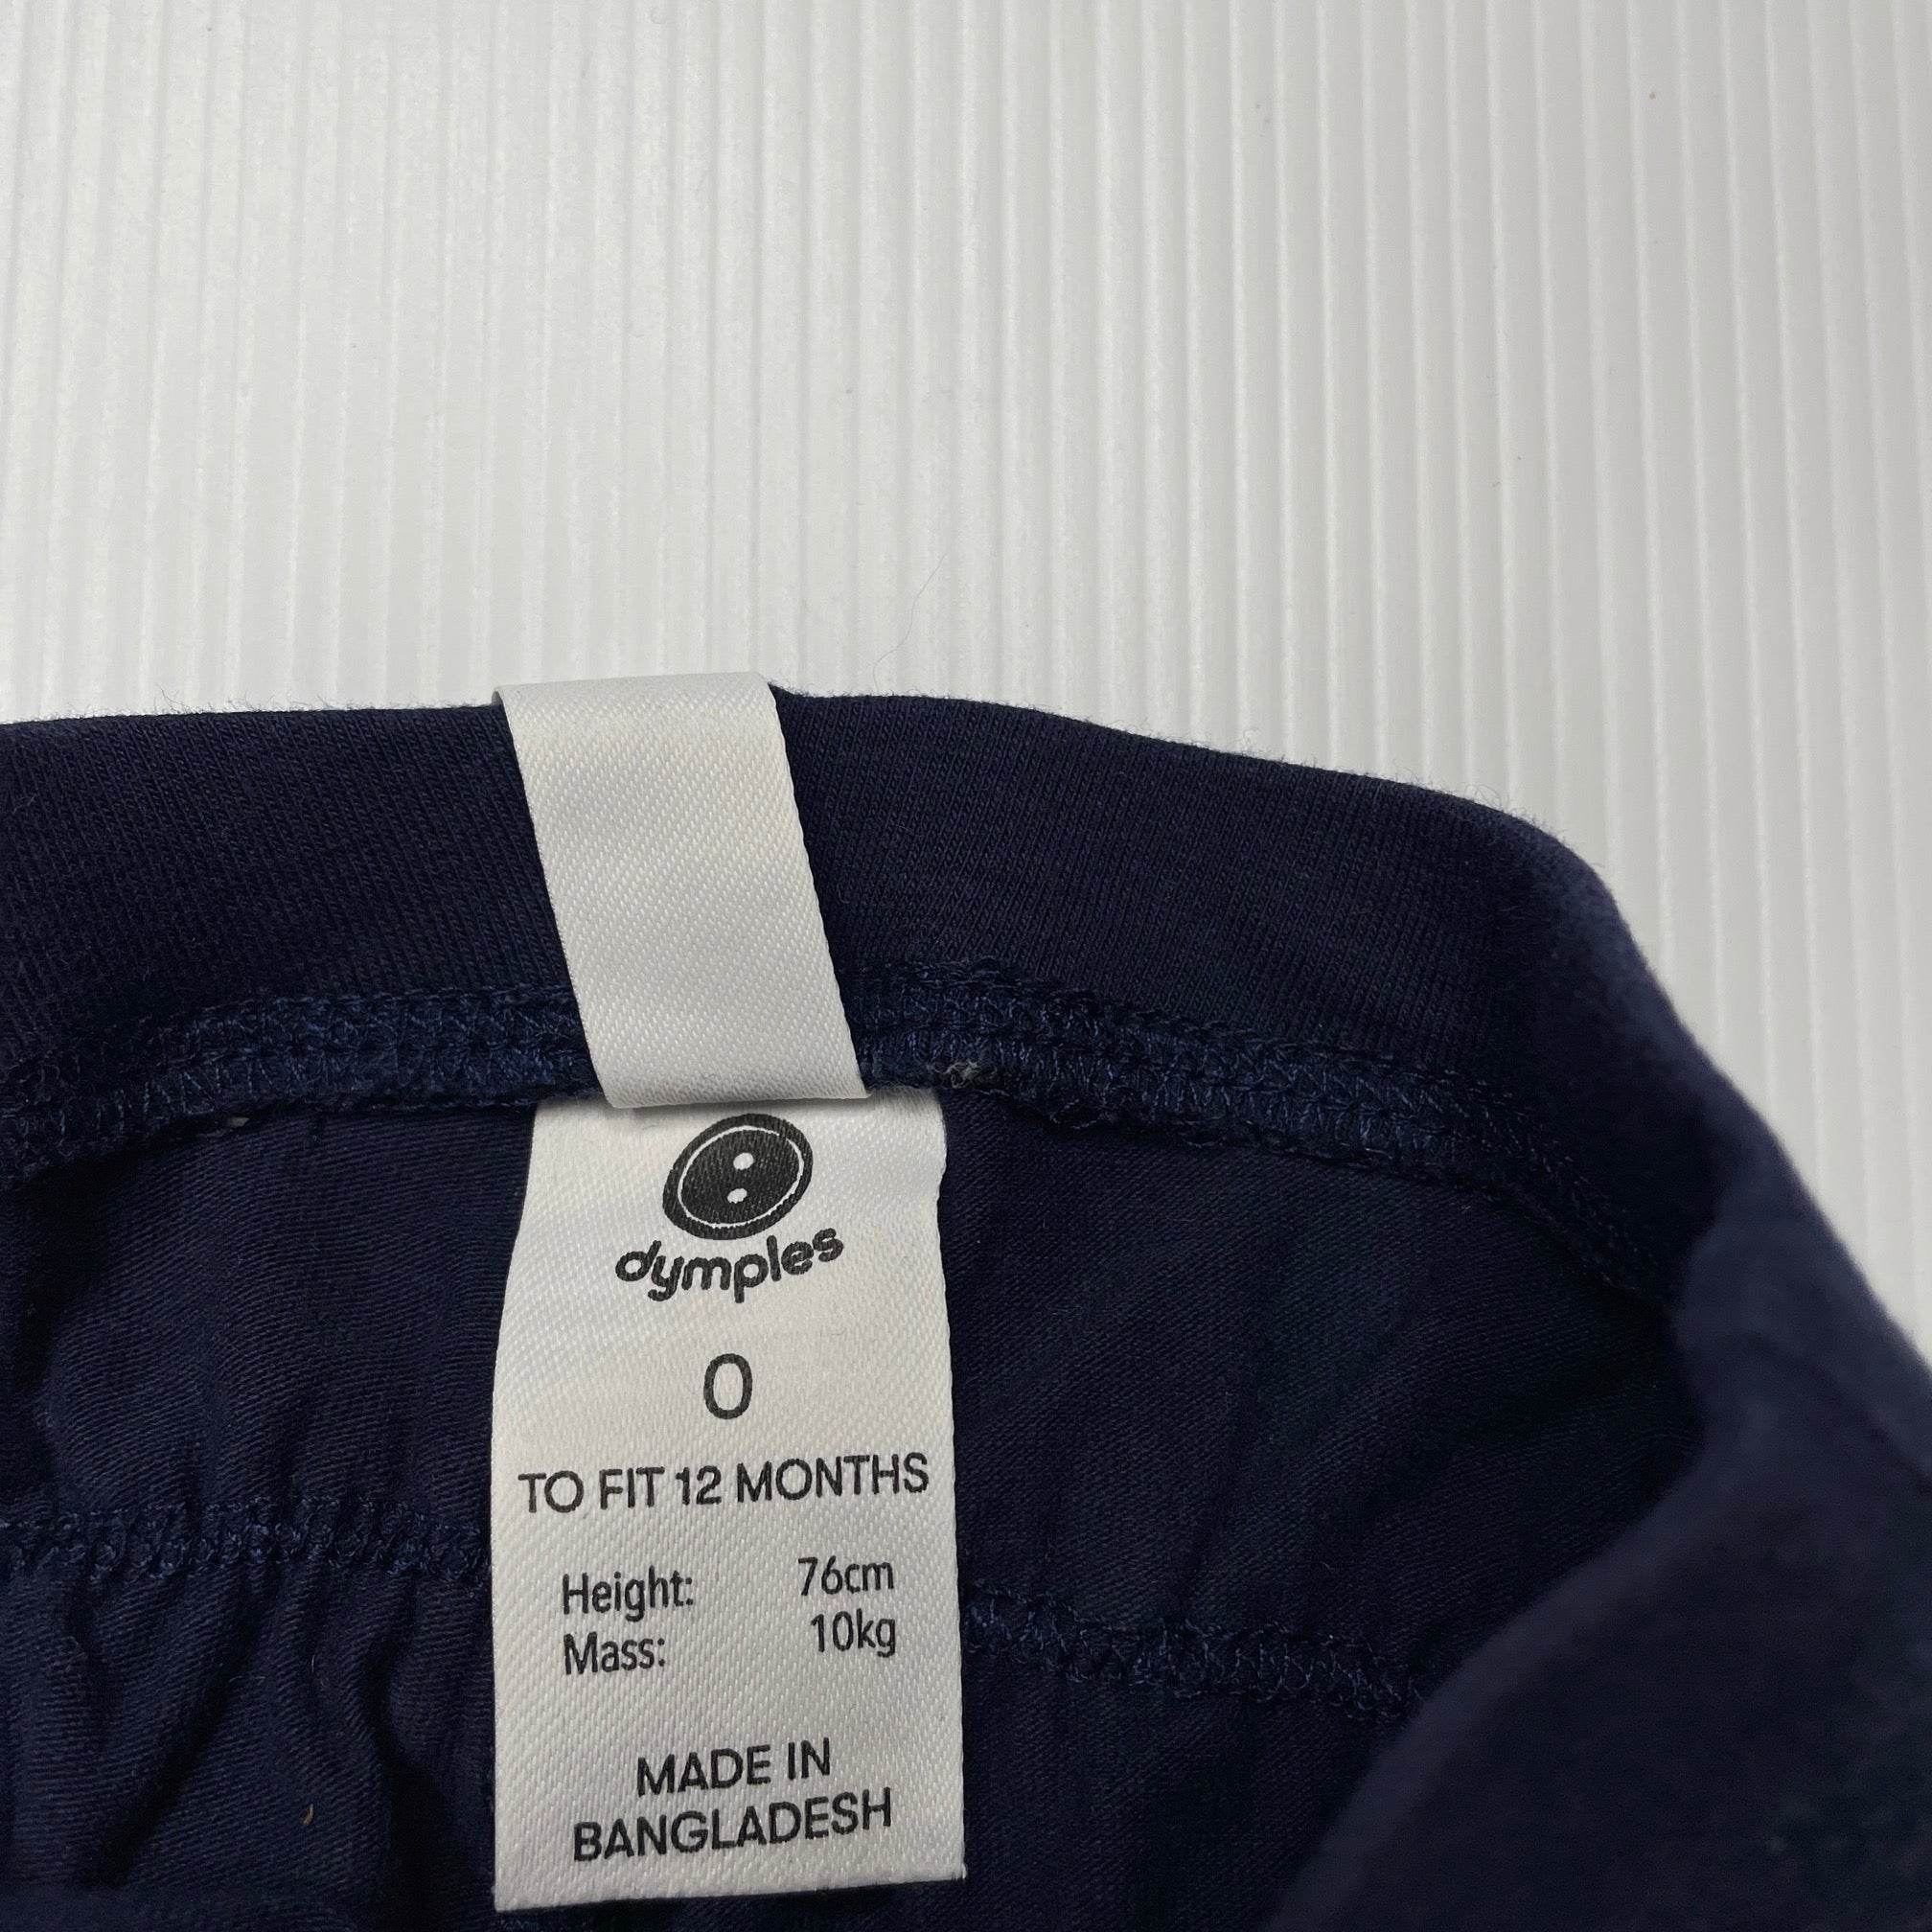 dymples
0
TO FIT 12 MONTHS
Height: 76cm
Mass: 10kg
MADE IN
BANGLADESH